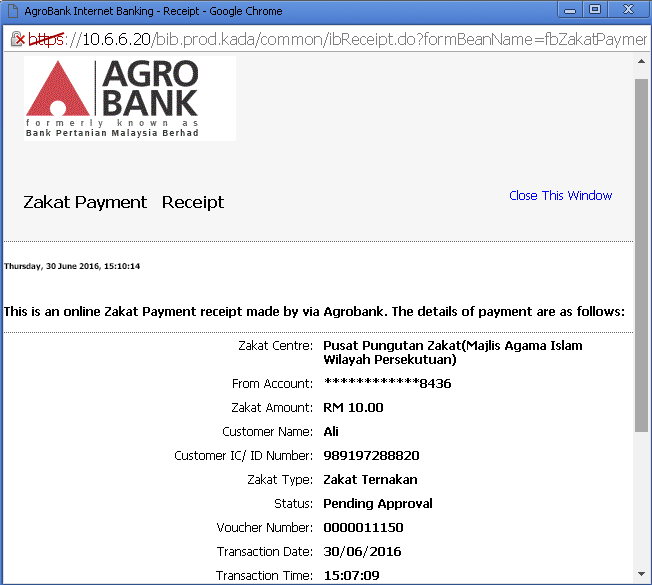 AgroBank Internet Banking - Receipt - Google Chrome
https://10.6.6.20/bib.prod.kada/common/ibReceipt.do?formBeanName=fbZakatPaymer
AGRO
BANK
formerly known as
Bank Pertanian Malaysia Berhad
Close This Window
Zakat Payment Receipt
Thursday, 30 June 2016, 15:10:14
This is an online Zakat Payment receipt made by via Agrobank. The details of payment are as follows:
Zakat Centre: Pusat Pungutan Zakat(Majlis Agama Islam
Wilayah Persekutuan)
From Account: ************8436
Zakat Amount: RM 10.00
Customer Name: Ali
Customer IC/ ID Number: 989197288820
Zakat Type: Zakat Ternakan
Status: Pending Approval
Voucher Number: 0000011150
Transaction Date: 30/06/2016
Transaction Time: 15:07:09